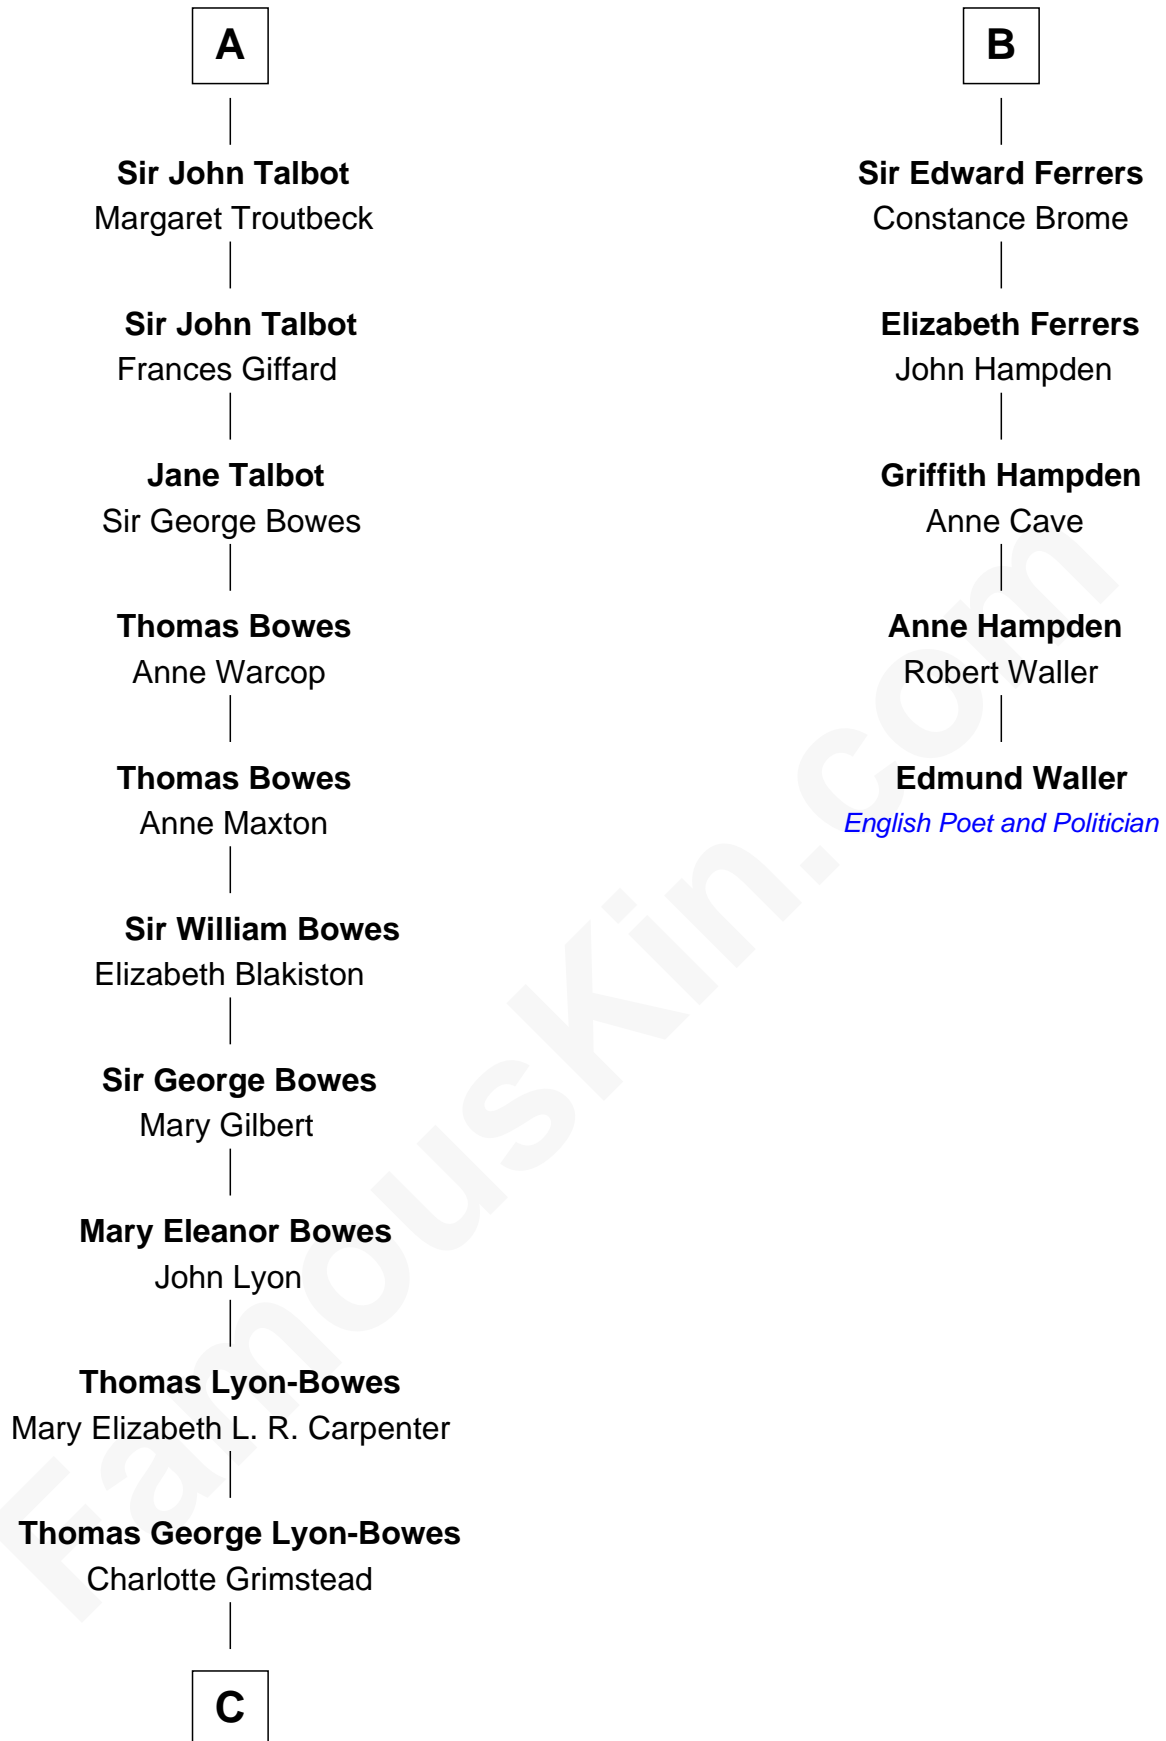 A
Sir John Talbot
Margaret Troutbeck
Sir John Talbot
Frances Giffard
Jane Talbot
Sir George Bowes
Thomas Bowes
Anne Warcop
Thomas Bowes
Anne Maxton
Sir William Bowes
Elizabeth Blakiston
Sir George Bowes
Mary Gilbert
Mary Eleanor Bowes
John Lyon
Thomas Lyon-Bowes
Mary Elizabeth L. R. Carpenter
Thomas George Lyon-Bowes
Charlotte Grimstead
C
B
Sir Edward Ferrers
Constance Brome
Elizabeth Ferrers
John Hampden
Griffith Hampden
Anne Cave
Anne Hampden
Robert Waller
Edmund Waller
English Poet and Politician
FamousKin.com